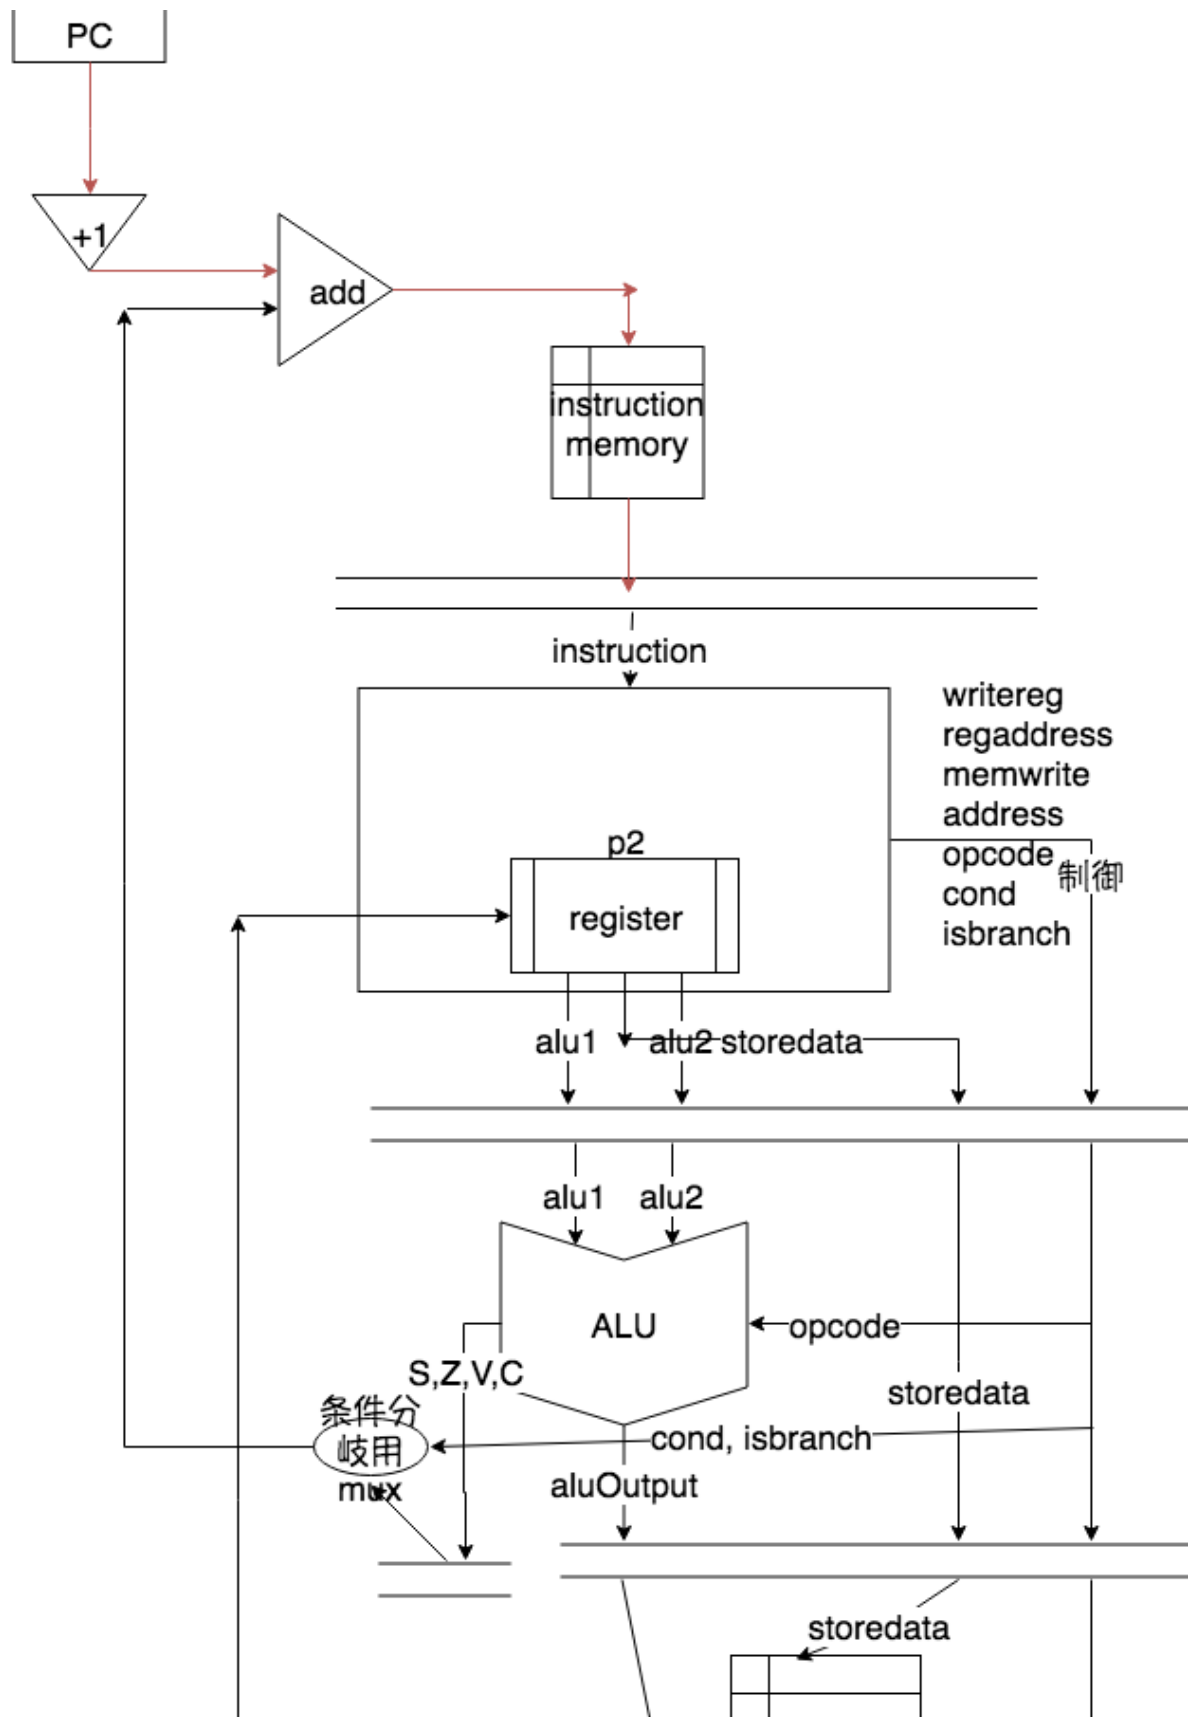 PC
+1
add
instruction
memory
instruction
writereg
regaddress
memwrite
address
opcode
cond
isbranch
制御
p2
register
alu1
alu2
storedata
alu1
alu2
ALU
opcode
S,Z,V,C
storedata
条件分
岐用
mux
cond, isbranch
aluOutput
storedata